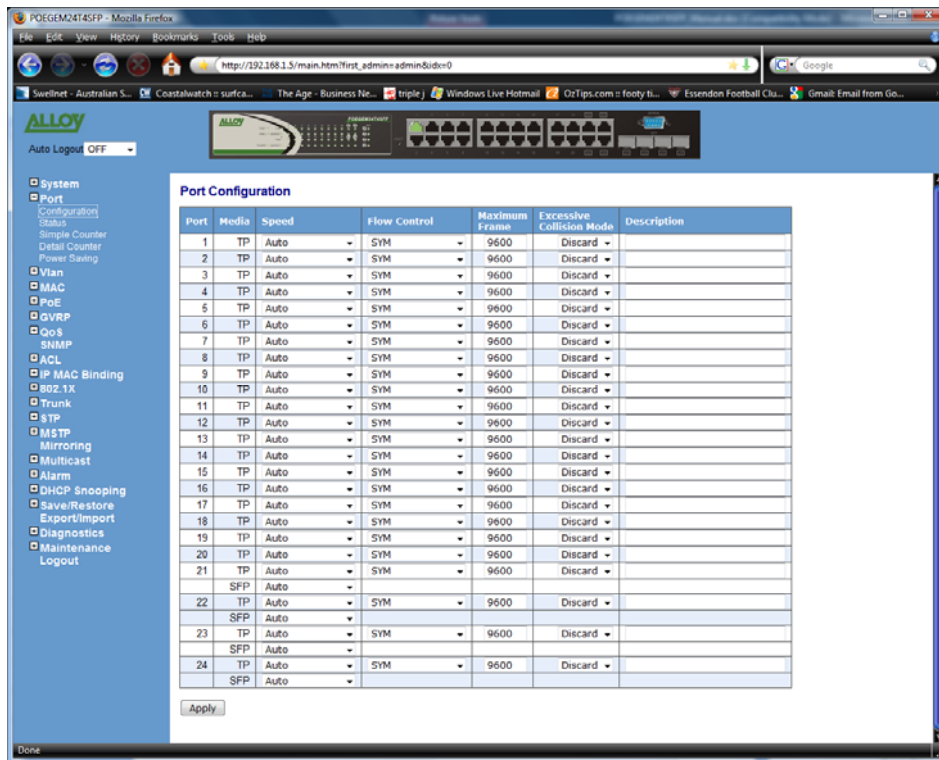 POEGEM24T4SFP - Mozilla Firefox
File Edit View History Bookmarks Tools Help
http://192.168.1.5/main.htm?first_admin=admin&idx=0
Google
Swellnet - Australian S... Coastalwatch :: surfca... The Age - Business Ne... triple j Windows Live Hotmail OzTips.com :: footy ti... Essendon Football Clu... Gmail: Email from Go...
ALLOY
ALLOY
Auto Logout OFF
System
Port
Configuration
Status
Simple Counter
Detail Counter
Power Saving
Vlan
MAC
PoE
GVRP
QoS
SNMP
ACL
IP MAC Binding
802.1X
Trunk
STP
MSTP
Mirroring
Multicast
Alarm
DHCP Snooping
Save/Restore
Export/Import
Diagnostics
Maintenance
Logout
Port Configuration
Port Media Speed Flow Control Maximum Frame Excessive Collision Mode Description
1 TP Auto SYM 9600 Discard
2 TP Auto SYM 9600 Discard
3 TP Auto SYM 9600 Discard
4 TP Auto SYM 9600 Discard
5 TP Auto SYM 9600 Discard
6 TP Auto SYM 9600 Discard
7 TP Auto SYM 9600 Discard
8 TP Auto SYM 9600 Discard
9 TP Auto SYM 9600 Discard
10 TP Auto SYM 9600 Discard
11 TP Auto SYM 9600 Discard
12 TP Auto SYM 9600 Discard
13 TP Auto SYM 9600 Discard
14 TP Auto SYM 9600 Discard
15 TP Auto SYM 9600 Discard
16 TP Auto SYM 9600 Discard
17 TP Auto SYM 9600 Discard
18 TP Auto SYM 9600 Discard
19 TP Auto SYM 9600 Discard
20 TP Auto SYM 9600 Discard
21 TP Auto SYM 9600 Discard
SFP Auto
22 TP Auto SYM 9600 Discard
SFP Auto
23 TP Auto SYM 9600 Discard
SFP Auto
24 TP Auto SYM 9600 Discard
SFP Auto
Apply
Done